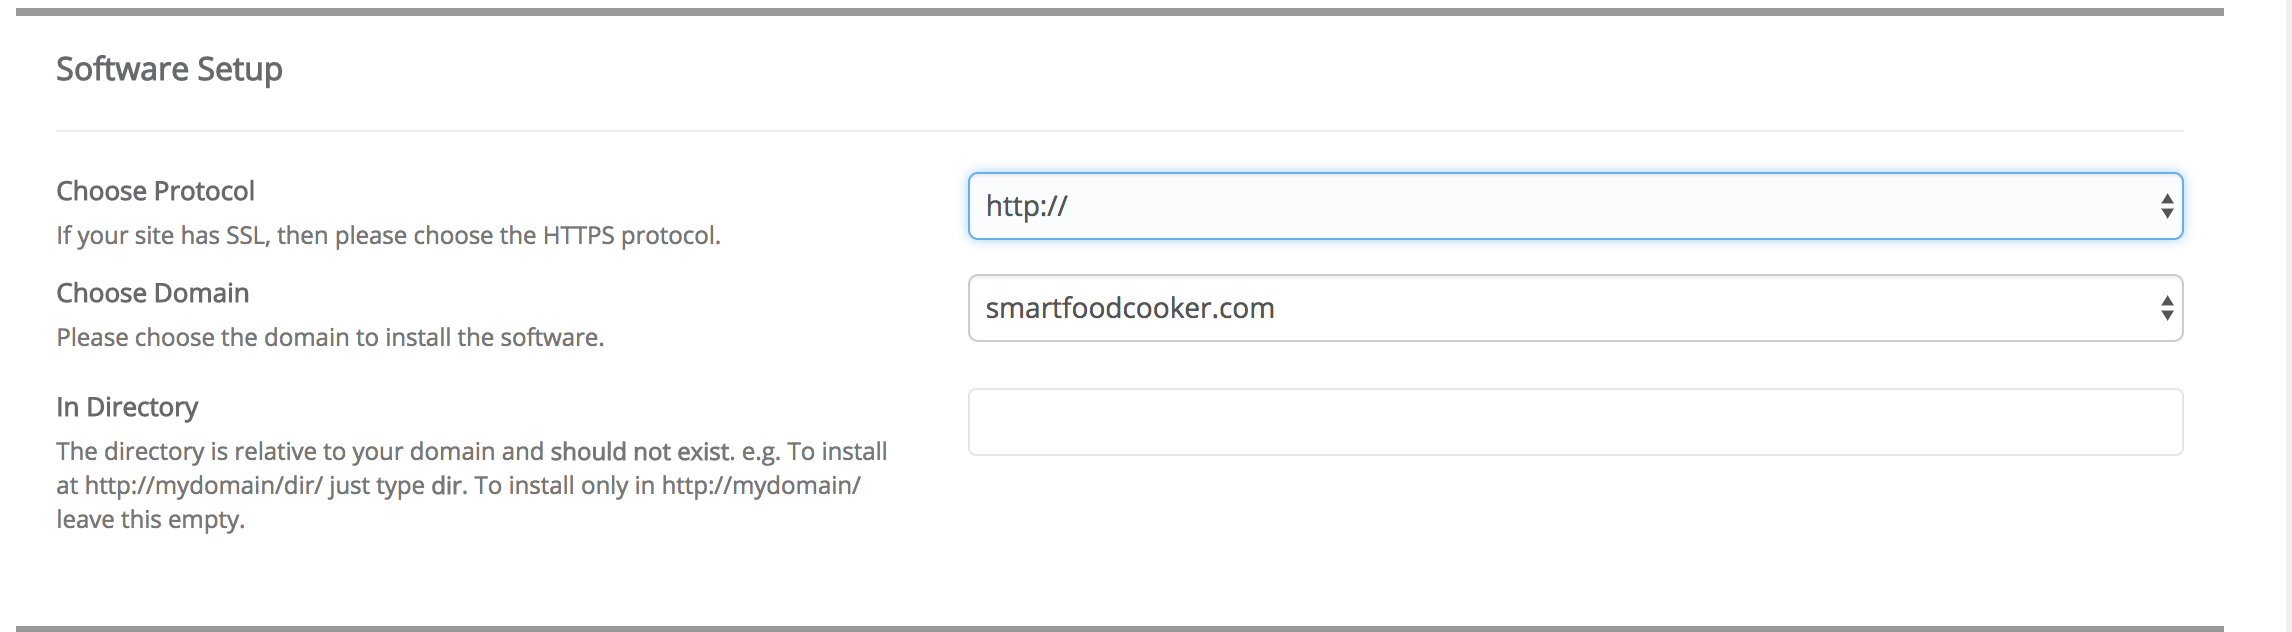 Software Setup
Choose Protocol
http://
If your site has SSL, then please choose the HTTPS protocol.
Choose Domain
smartfoodcooker.com
Please choose the domain to install the software.
In Directory
The directory is relative to your domain and should not exist. e.g. To install
at http://mydomain/dir/ just type dir. To install only in http://mydomain/
leave this empty.